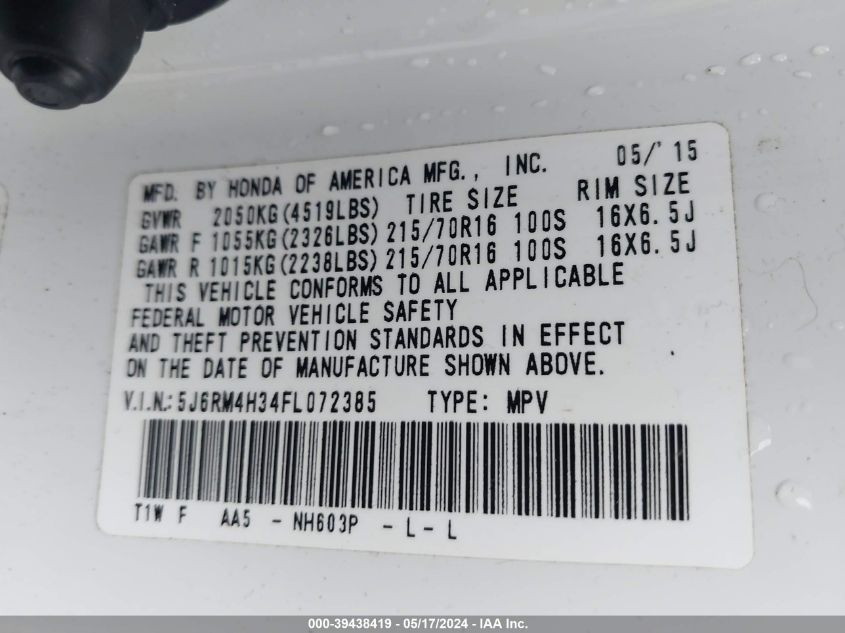 05/'15
MFD. BY HONDA OF AMERICA MFG., INC.
GVWR 2050KG(4519LBS) TIRE SIZE RIM SIZE
GAWR F 1055KG(2326LBS) 215/70R16 100S 16X6.5J
GAWR R 1015KG(2238LBS) 215/70R16 100S 16X6.5J
THIS VEHICLE CONFORMS TO ALL APPLICABLE
FEDERAL MOTOR VEHICLE SAFETY
AND THEFT PREVENTION STANDARDS IN EFFECT
ON THE DATE OF MANUFACTURE SHOWN ABOVE.
V.I.N.: 5J6RM4H34FL072385 TYPE: MPV
T1W F AA5 - NH603P - L - L
000-39438419 - 05/17/2024 - IAA Inc.